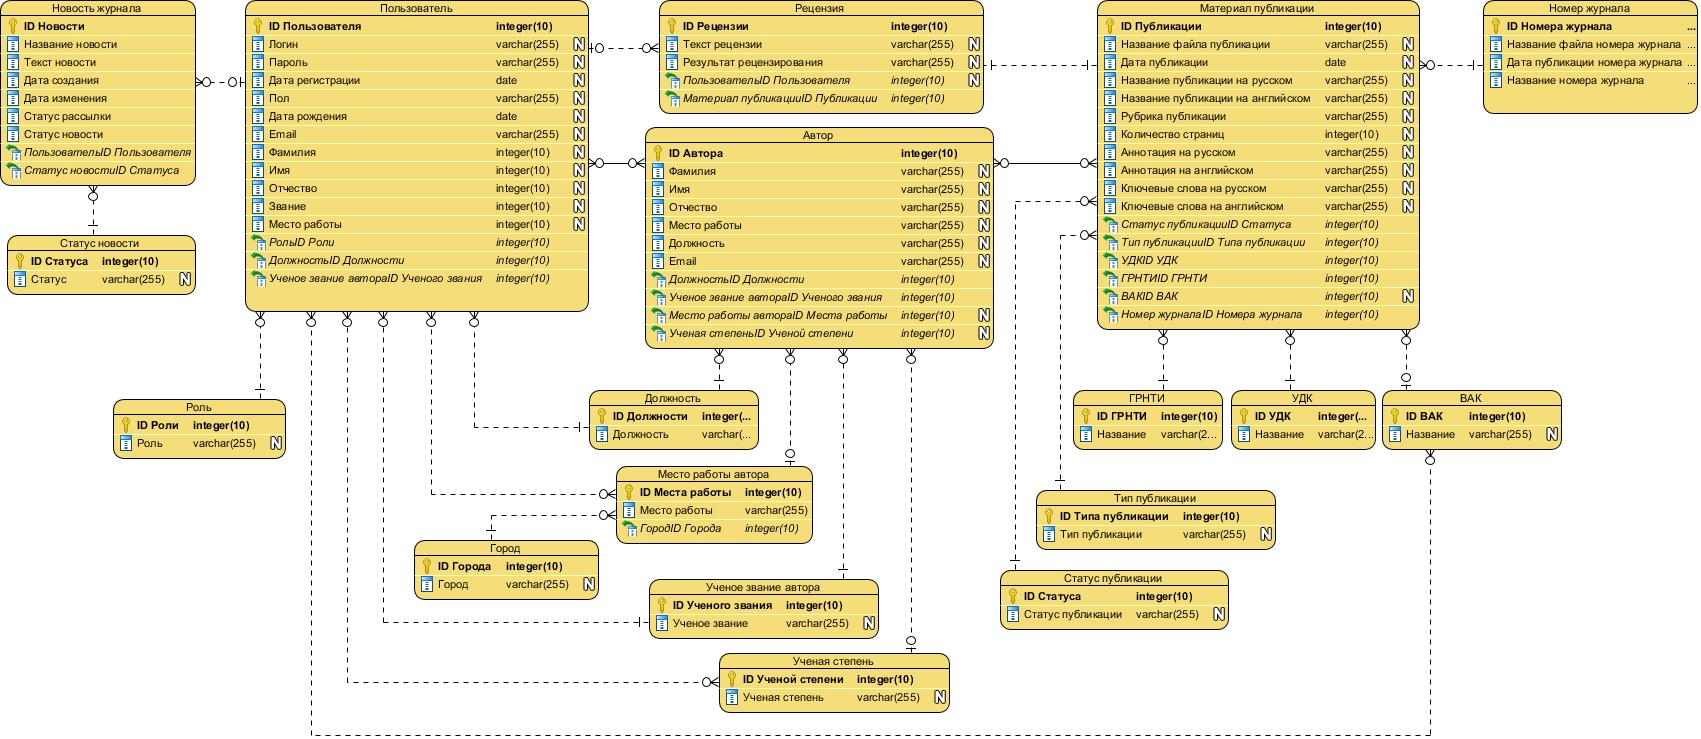 Новость журнала
ID Новости
Название новости
Текст новости
Дата создания
Дата изменения
Статус рассылки
Статус новости
ПользовательID Пользователя
Статус новостиID Статуса
Статус новости
ID Статуса integer(10)
Статус varchar(255) N
Пользователь
ID Пользователя integer(10)
Логин varchar(255) N
Пароль varchar(255) N
Дата регистрации date N
Пол varchar(255) N
Дата рождения date N
Email varchar(255) N
Фамилия integer(10) N
Имя integer(10) N
Отчество integer(10) N
Звание integer(10) N
Место работы integer(10) N
РольID Роли integer(10)
ДолжностьID Должности integer(10)
Ученое звание автораID Ученого звания integer(10)
Рецензия
ID Рецензии integer(10)
Текст рецензии varchar(255) N
Результат рецензирования varchar(255) N
ПользовательID Пользователя integer(10) N
Материал публикацииID Публикации integer(10)
Автор
ID Автора integer(10)
Фамилия varchar(255) N
Имя varchar(255) N
Отчество varchar(255) N
Место работы varchar(255) N
Должность varchar(255) N
Email varchar(255) N
ДолжностьID Должности integer(10)
Ученое звание автораID Ученого звания integer(10)
Место работы автораID Места работы integer(10) N
Ученая степеньID Ученой степени integer(10) N
Материал публикации
ID Публикации integer(10)
Название файла публикации varchar(255) N
Дата публикации date N
Название публикации на русском varchar(255) N
Название публикации на английском varchar(255) N
Рубрика публикации varchar(255) N
Количество страниц integer(10) N
Аннотация на русском varchar(255) N
Аннотация на английском varchar(255) N
Ключевые слова на русском varchar(255) N
Ключевые слова на английском varchar(255) N
Статус публикацииID Статуса integer(10)
Тип публикацииID Типа публикации integer(10)
УДКID УДК integer(10)
ГРНТИID ГРНТИ integer(10)
ВАКID ВАК integer(10) N
Номер журналаID Номера журнала integer(10)
Номер журнала
ID Номера журнала ...
Название файла номера журнала ...
Дата публикации номера журнала ...
Название номера журнала ...
Роль
ID Роли integer(10)
Роль varchar(255) N
Должность
ID Должности integer(...
Должность varchar(...
Место работы автора
ID Места работы integer(10)
Место работы varchar(255)
ГородID Города integer(10)
Город
ID Города integer(10)
Город varchar(255) N
Ученое звание автора
ID Ученого звания integer(10)
Ученое звание varchar(255) N
Ученая степень
ID Ученой степени integer(10)
Ученая степень varchar(255) N
ГРНТИ
ID ГРНТИ integer(10)
Название varchar(2...
УДК
ID УДК integer(...
Название varchar(2...
ВАК
ID ВАК integer(10)
Название varchar(255) N
Тип публикации
ID Типа публикации integer(10)
Тип публикации varchar(255) N
Статус публикации
ID Статуса integer(10)
Статус публикации varchar(255) N